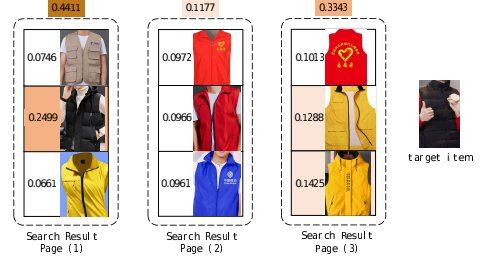 0.4411
0.1177
0.3343
0.0746
0.2499
0.0661
0.0972
0.0966
0.0961
0.1013
0.1288
0.1425
target item
Search Result
Page (1)
Search Result
Page (2)
Search Result
Page (3)